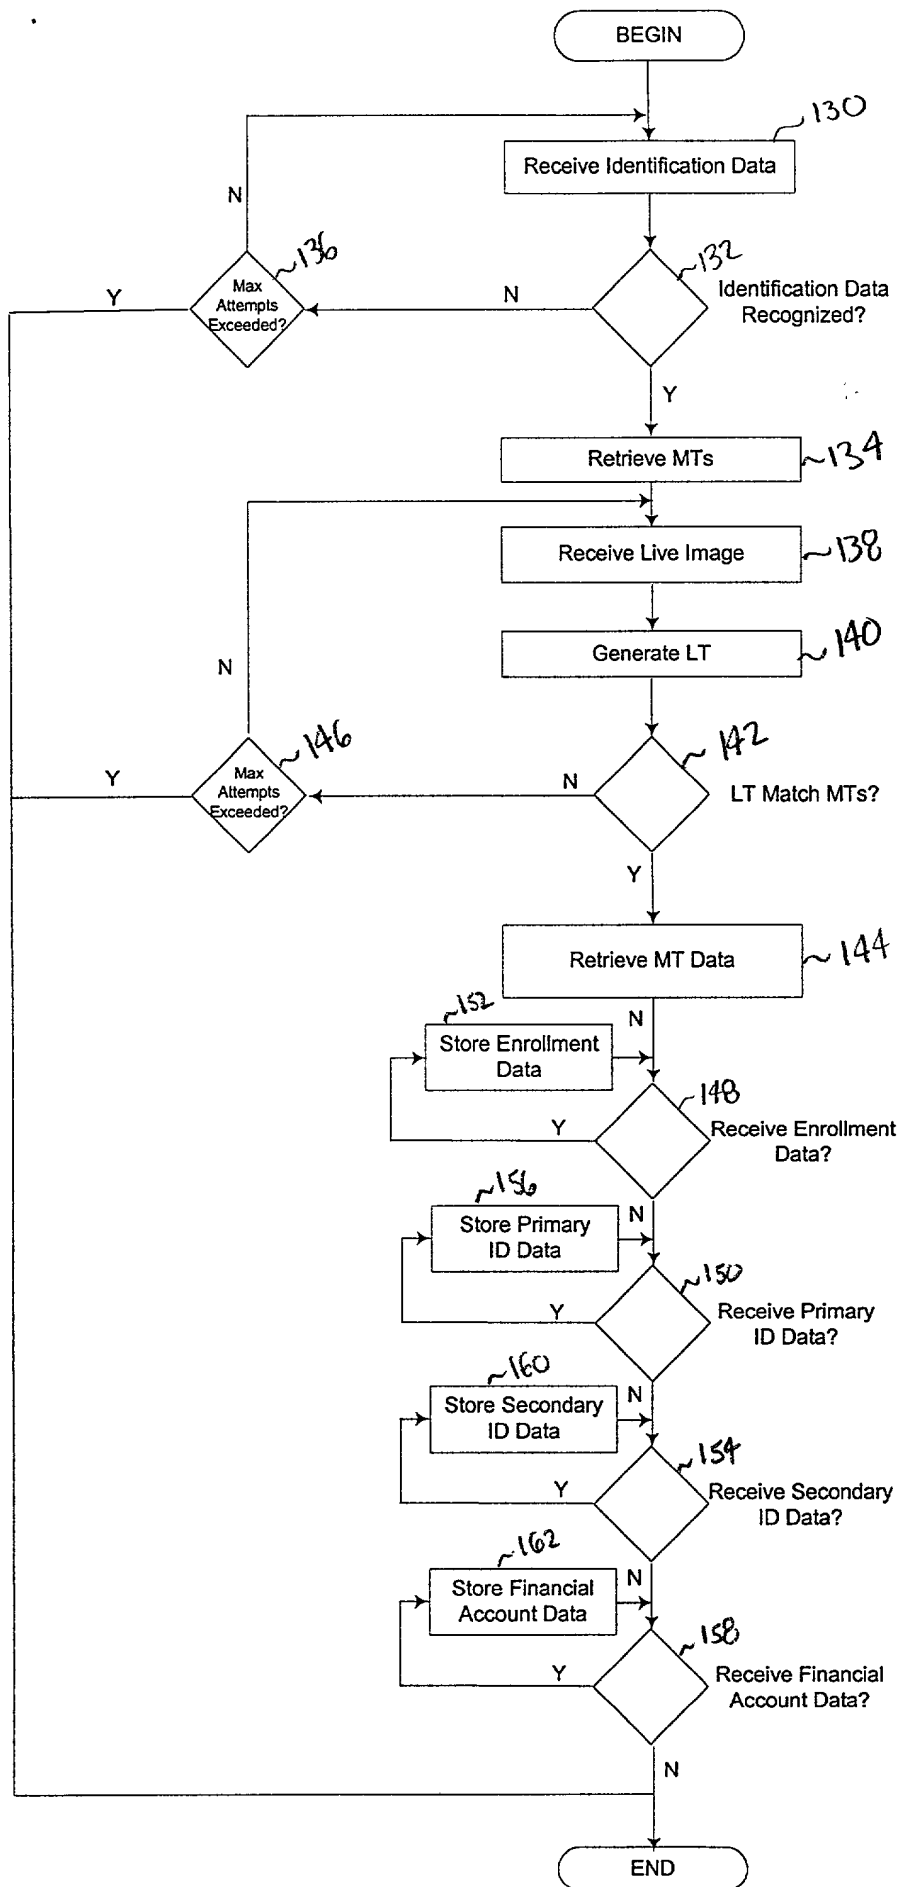 BEGIN
130
Receive Identification Data
N
136
132
Max
Attempts
Exceeded?
Y
N
Identification Data
Recognized?
Y
Retrieve MTs
134
Receive Live Image
138
Generate LT
140
N
146
142
Max
Attempts
Exceeded?
Y
N
LT Match MTs?
Y
Retrieve MT Data
144
152
N
Store Enrollment
Data
148
Y
Receive Enrollment
Data?
156
N
Store Primary
ID Data
150
Y
Receive Primary
ID Data?
160
N
Store Secondary
ID Data
154
Y
Receive Secondary
ID Data?
162
N
Store Financial
Account Data
158
Y
Receive Financial
Account Data?
N
END